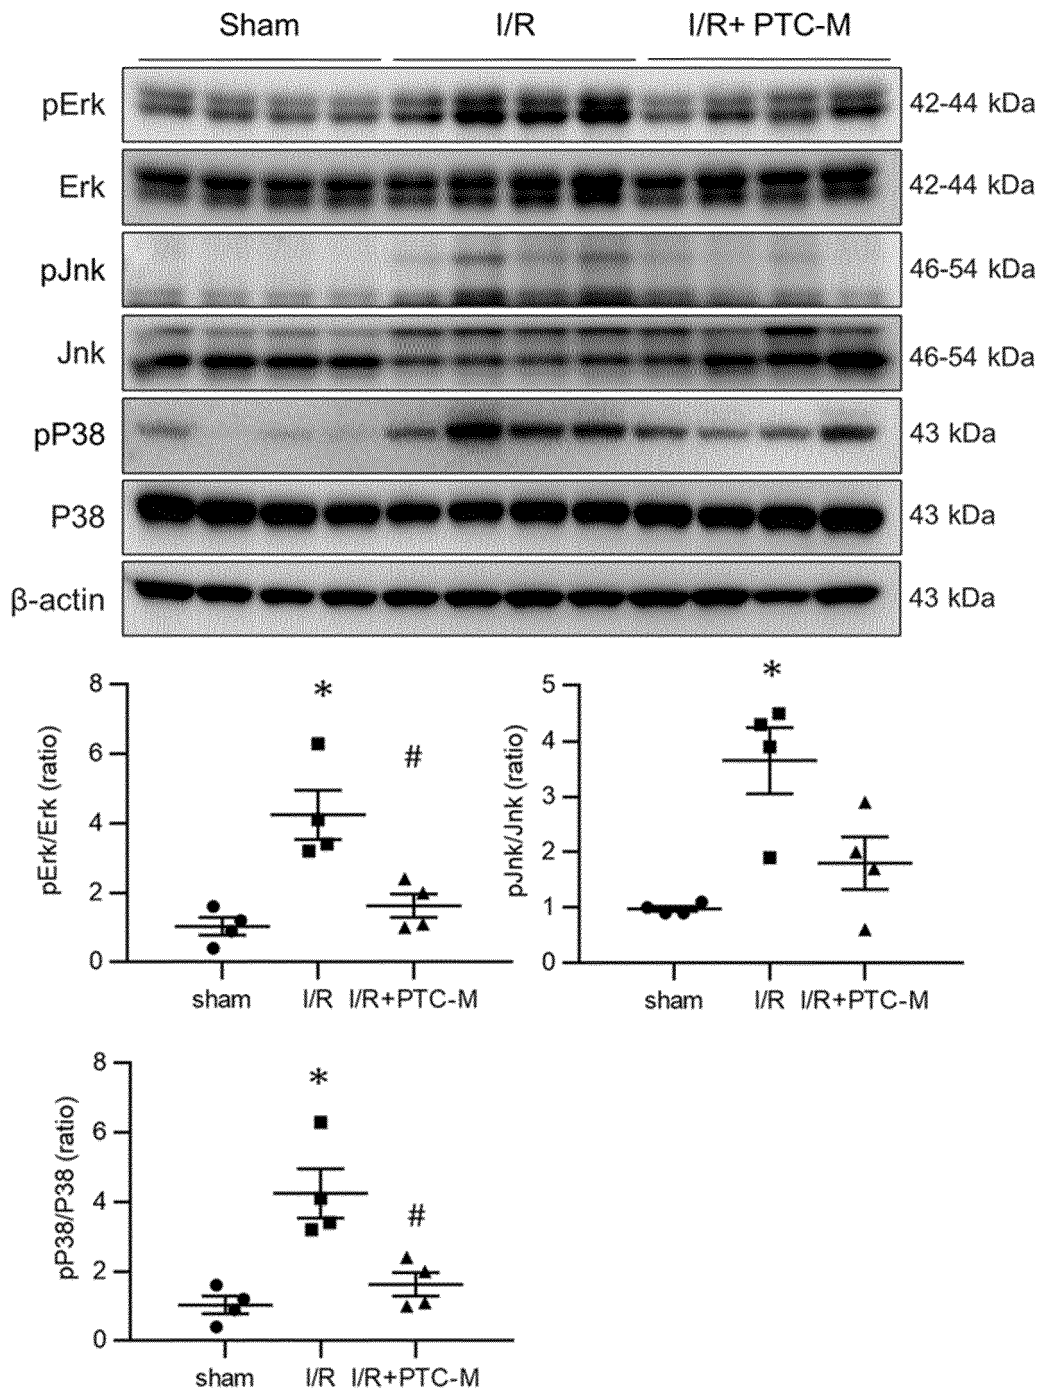 Sham I/R I/R+ PTC-M
pErk 42-44 kDa
Erk 42-44 kDa
pJnk 46-54 kDa
Jnk 46-54 kDa
pP38 43 kDa
P38 43 kDa
β-actin 43 kDa
pErk/Erk (ratio)
8
6
4
2
0
*
#
sham I/R I/R+PTC-M
pJnk/Jnk (ratio)
5
4
3
2
1
0
*
sham I/R I/R+PTC-M
pP38/P38 (ratio)
8
6
4
2
0
*
#
sham I/R I/R+PTC-M